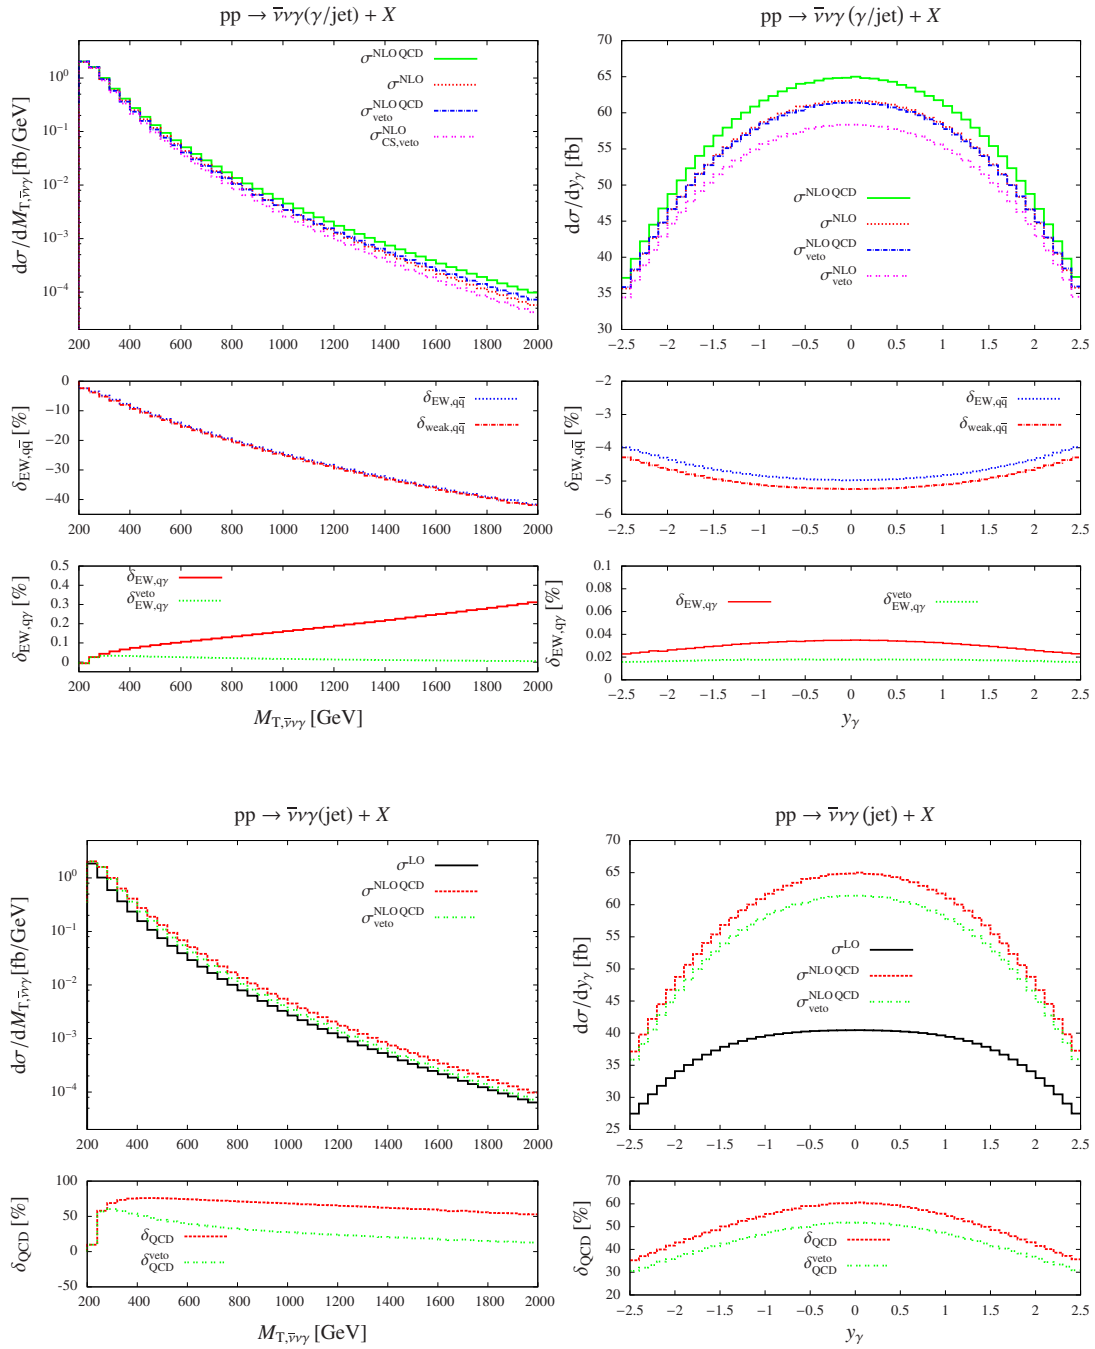 pp → ν̅νγ(γ/jet) + X
dσ/dM_T,ν̅νγ [fb/GeV]
10^0
10^−1
10^−2
10^−3
10^−4
σ^NLO QCD
σ^NLO
σ^NLO QCD_veto
σ^NLO_CS,veto
200 400 600 800 1000 1200 1400 1600 1800 2000
δ_EW,qq̅ [%]
0
−10
−20
−30
−40
δ_EW,qq̅
δ_weak,qq̅
200 400 600 800 1000 1200 1400 1600 1800 2000
δ_EW,qγ [%]
0.5
0.4
0.3
0.2
0.1
0
δ_EW,qγ
δ^veto_EW,qγ
200 400 600 800 1000 1200 1400 1600 1800 2000
M_T,ν̅νγ [GeV]
pp → ν̅νγ (γ/jet) + X
dσ/dy_γ [fb]
70
65
60
55
50
45
40
35
30
σ^NLO QCD
σ^NLO
σ^NLO QCD_veto
σ^NLO_veto
−2.5 −2 −1.5 −1 −0.5 0 0.5 1 1.5 2 2.5
δ_EW,qq̅ [%]
−2
−3
−4
−5
−6
δ_EW,qq̅
δ_weak,qq̅
−2.5 −2 −1.5 −1 −0.5 0 0.5 1 1.5 2 2.5
δ_EW,qγ [%]
0.1
0.08
0.06
0.04
0.02
0
δ_EW,qγ
δ^veto_EW,qγ
−2.5 −2 −1.5 −1 −0.5 0 0.5 1 1.5 2 2.5
y_γ
pp → ν̅νγ(jet) + X
dσ/dM_T,ν̅νγ[fb/GeV]
10^0
10^−1
10^−2
10^−3
10^−4
σ^LO
σ^NLO QCD
σ^NLO QCD_veto
200 400 600 800 1000 1200 1400 1600 1800 2000
δ_QCD [%]
100
50
0
-50
δ_QCD
δ^veto_QCD
200 400 600 800 1000 1200 1400 1600 1800 2000
M_T,ν̅νγ [GeV]
pp → ν̅νγ (jet) + X
dσ/dy_γ [fb]
70
65
60
55
50
45
40
35
30
25
σ^LO
σ^NLO QCD
σ^NLO QCD_veto
−2.5 −2 −1.5 −1 −0.5 0 0.5 1 1.5 2 2.5
δ_QCD [%]
70
60
50
40
30
20
δ_QCD
δ^veto_QCD
−2.5 −2 −1.5 −1 −0.5 0 0.5 1 1.5 2 2.5
y_γ